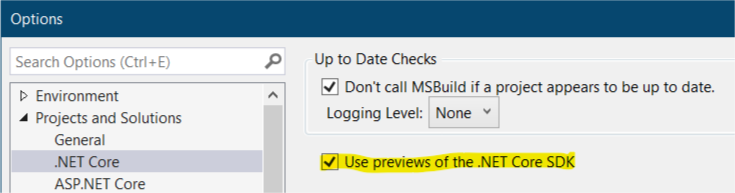 Options
Search Options (Ctrl+E)
Environment
Projects and Solutions
General
.NET Core
ASP.NET Core
Up to Date Checks
Don't call MSBuild if a project appears to be up to date.
Logging Level: None
Use previews of the .NET Core SDK